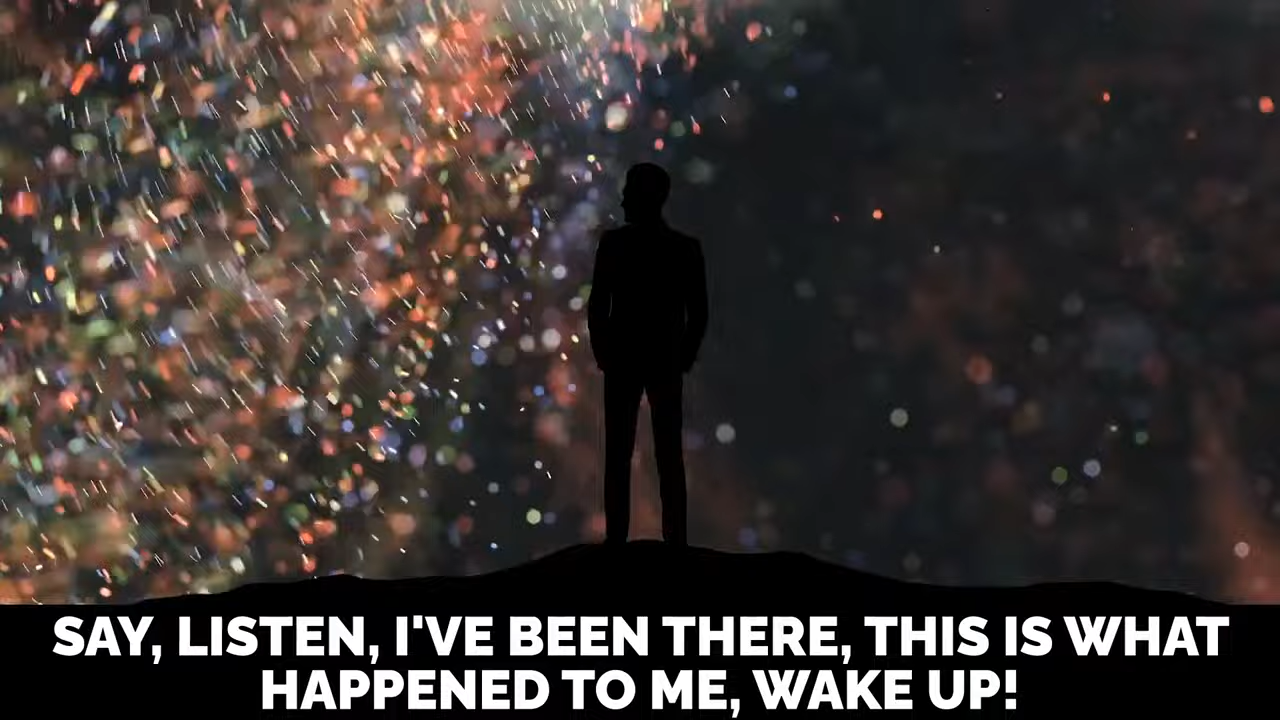 SAY, LISTEN, I'VE BEEN THERE, THIS IS WHAT
HAPPENED TO ME, WAKE UP!